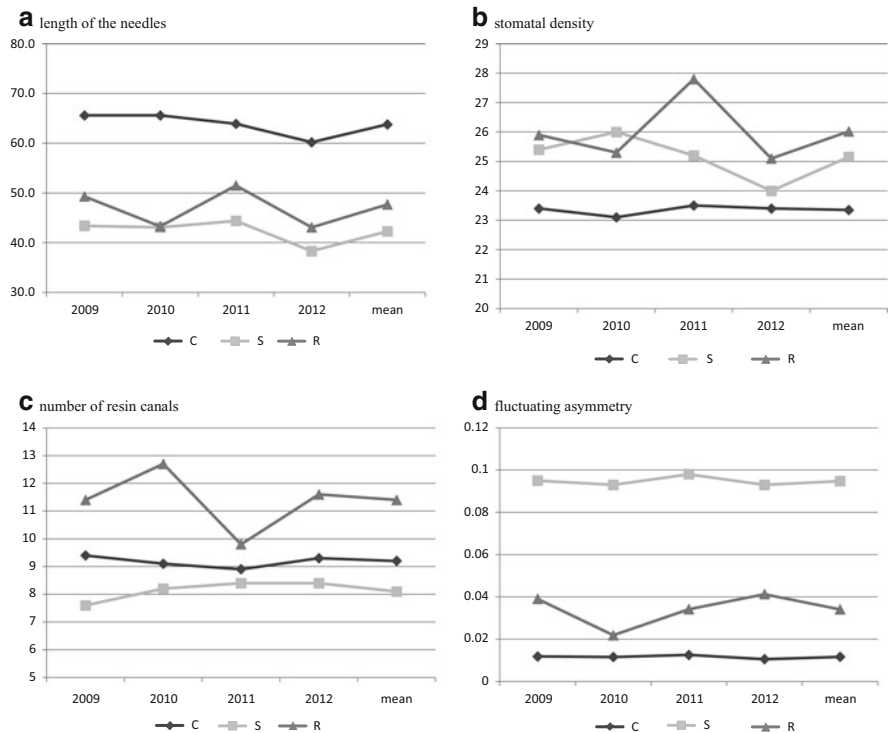 a length of the needles
80.0
70.0
60.0
50.0
40.0
30.0
2009 2010 2011 2012 mean
C S R
b stomatal density
29
28
27
26
25
24
23
22
21
20
2009 2010 2011 2012 mean
C S R
c number of resin canals
14
13
12
11
10
9
8
7
6
5
2009 2010 2011 2012 mean
C S R
d fluctuating asymmetry
0.12
0.1
0.08
0.06
0.04
0.02
0
2009 2010 2011 2012 mean
C S R